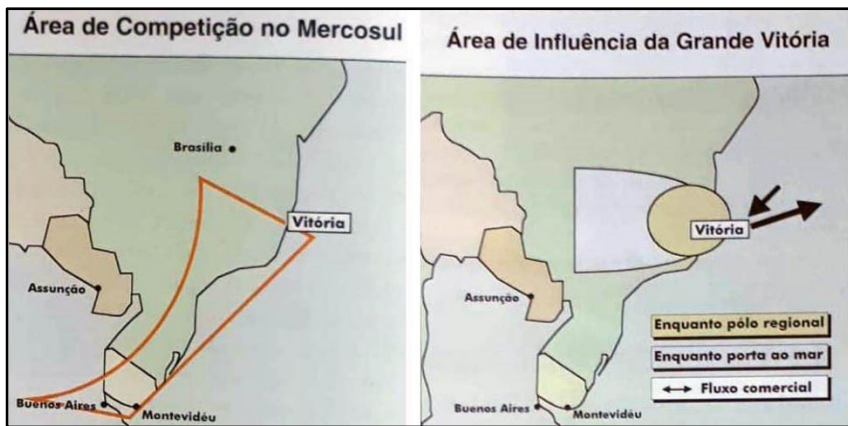 Área de Competição no Mercosul
Brasília
Vitória
Assunção
Buenos Aires
Montevidéu
Área de Influência da Grande Vitória
Vitória
Assunção
Enquanto pólo regional
Enquanto porta ao mar
Fluxo comercial
Buenos Aires
Montevidéu